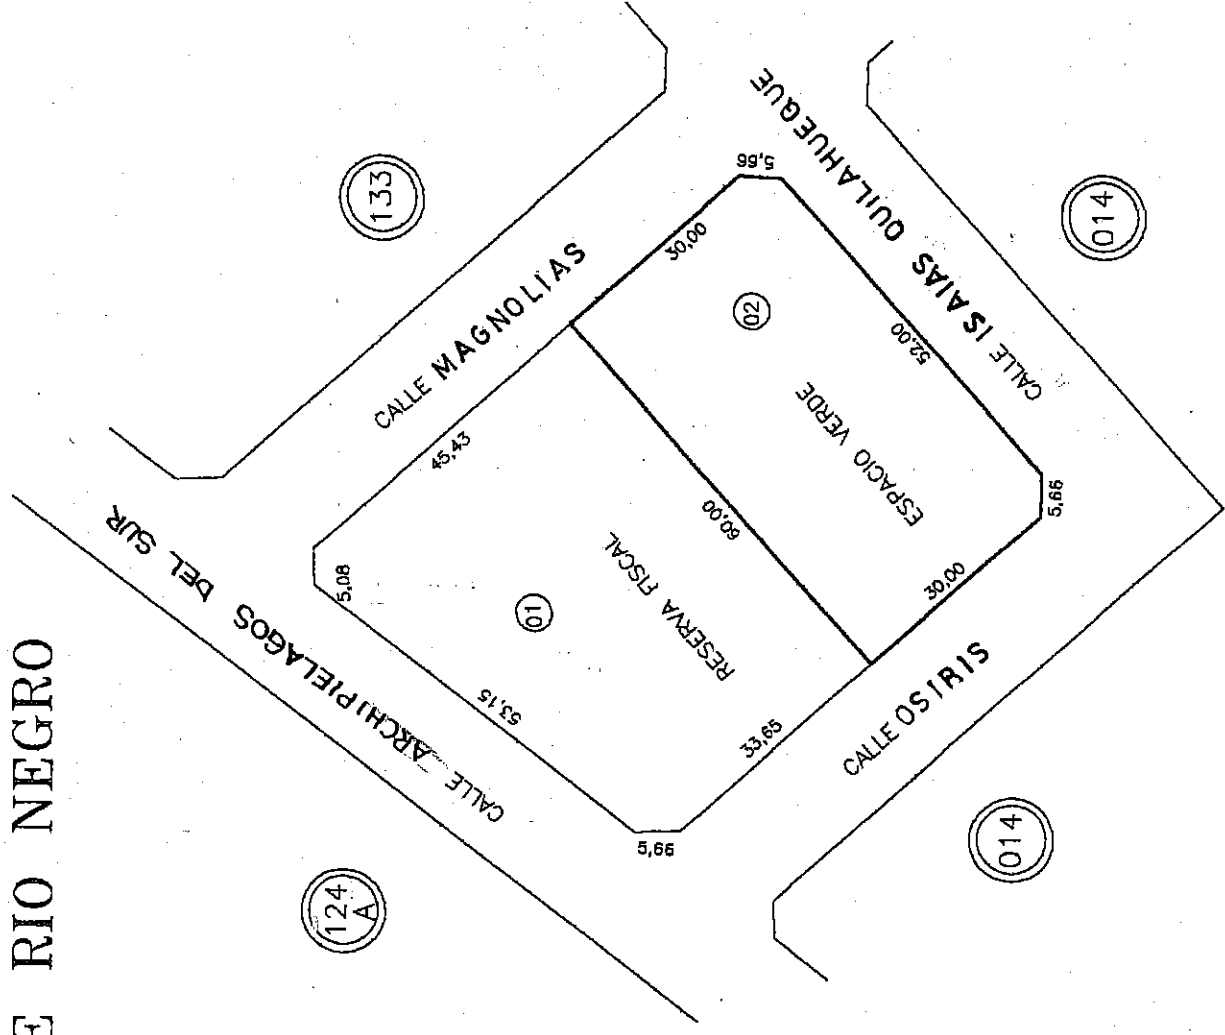 E RIO NEGRO
133
124
A
014
014
CALLE MAGNOLIAS
CALLE ISAIAS QUILAHUEQUE
CALLE OSIRIS
CALLE ARCHIPIELAGOS DEL SUR
01
RESERVA FISCAL
02
ESPACIO VERDE
5,66
30,00
45,43
5,08
53,15
5,66
33,65
60,00
30,00
5,66
52,00